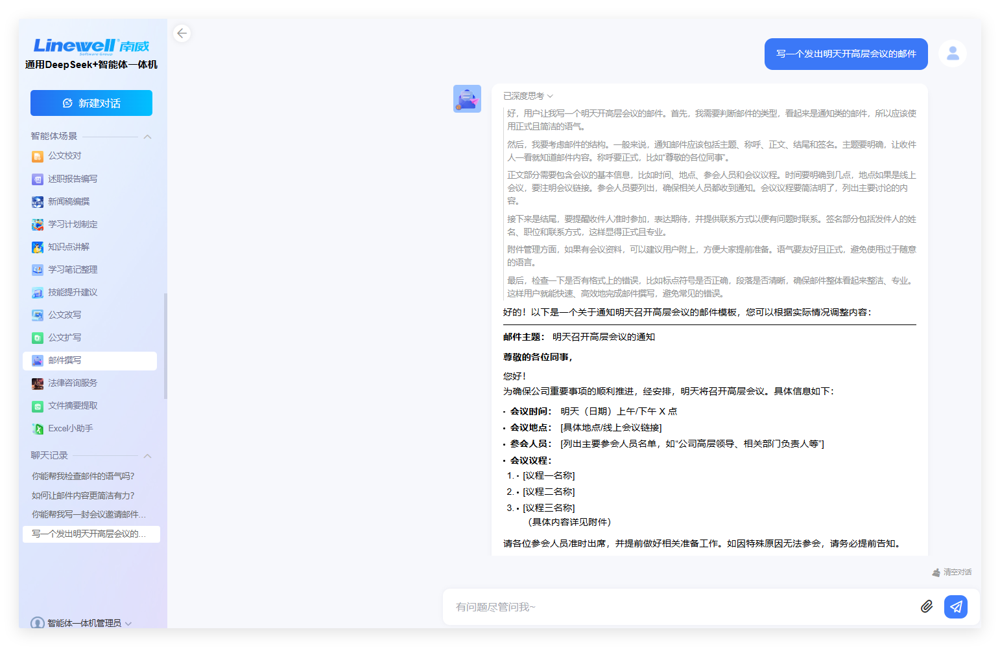 Linewell 南威
Software Group
通用DeepSeek+智能体一体机
新建对话
智能体场景
公文校对
述职报告编写
新闻稿编撰
学习计划制定
知识点讲解
学习笔记整理
技能提升建议
公文改写
公文扩写
邮件撰写
法律咨询服务
文件摘要提取
Excel小助手
聊天记录
你能帮我检查邮件的语气吗？
如何让邮件内容更简洁有力？
你能帮我写一封会议邀请邮件...
写一个发出明天开高层会议的...
智能体一体机管理员
写一个发出明天开高层会议的邮件
已深度思考
好，用户让我写一个明天开高层会议的邮件。首先，我需要判断邮件的类型，看起来是通知类的邮件，所以应该使
用正式且简洁的语气。
然后，我要考虑邮件的结构。一般来说，通知邮件应该包括主题、称呼、正文、结尾和签名。主题要明确，让收件
人一看就知道邮件内容。称呼要正式，比如“尊敬的各位同事”。
正文部分需要包含会议的基本信息，比如时间、地点、参会人员和会议议程。时间要明确到几点，地点如果是线上
会议，要注明会议链接。参会人员要列出，确保相关人员都收到通知。会议议程要简洁明了，列出主要讨论的内
容。
接下来是结尾，要提醒收件人准时参加，表达期待，并提供联系方式以便有问题时联系。签名部分包括发件人的姓
名、职位和联系方式，这样显得正式且专业。
附件管理方面，如果有会议资料，可以建议用户附上，方便大家提前准备。语气要友好且正式，避免使用过于随意
的语言。
最后，检查一下是否有格式上的错误，比如标点符号是否正确，段落是否清晰，确保邮件整体看起来整洁、专业。
这样用户就能快速、高效地完成邮件撰写，避免常见的错误。
好的！以下是一个关于通知明天召开高层会议的邮件模板，您可以根据实际情况调整内容：
邮件主题： 明天召开高层会议的通知
尊敬的各位同事，
您好！
为确保公司重要事项的顺利推进，经安排，明天将召开高层会议。具体信息如下：
• 会议时间： 明天（日期）上午/下午 X 点
• 会议地点： [具体地点/线上会议链接]
• 参会人员： [列出主要参会人员名单，如“公司高层领导、相关部门负责人等”]
• 会议议程：
1. • [议程一名称]
2. • [议程二名称]
3. • [议程三名称]
（具体内容详见附件）
请各位参会人员准时出席，并提前做好相关准备工作。如因特殊原因无法参会，请务必提前告知。
清空对话
有问题尽管问我~